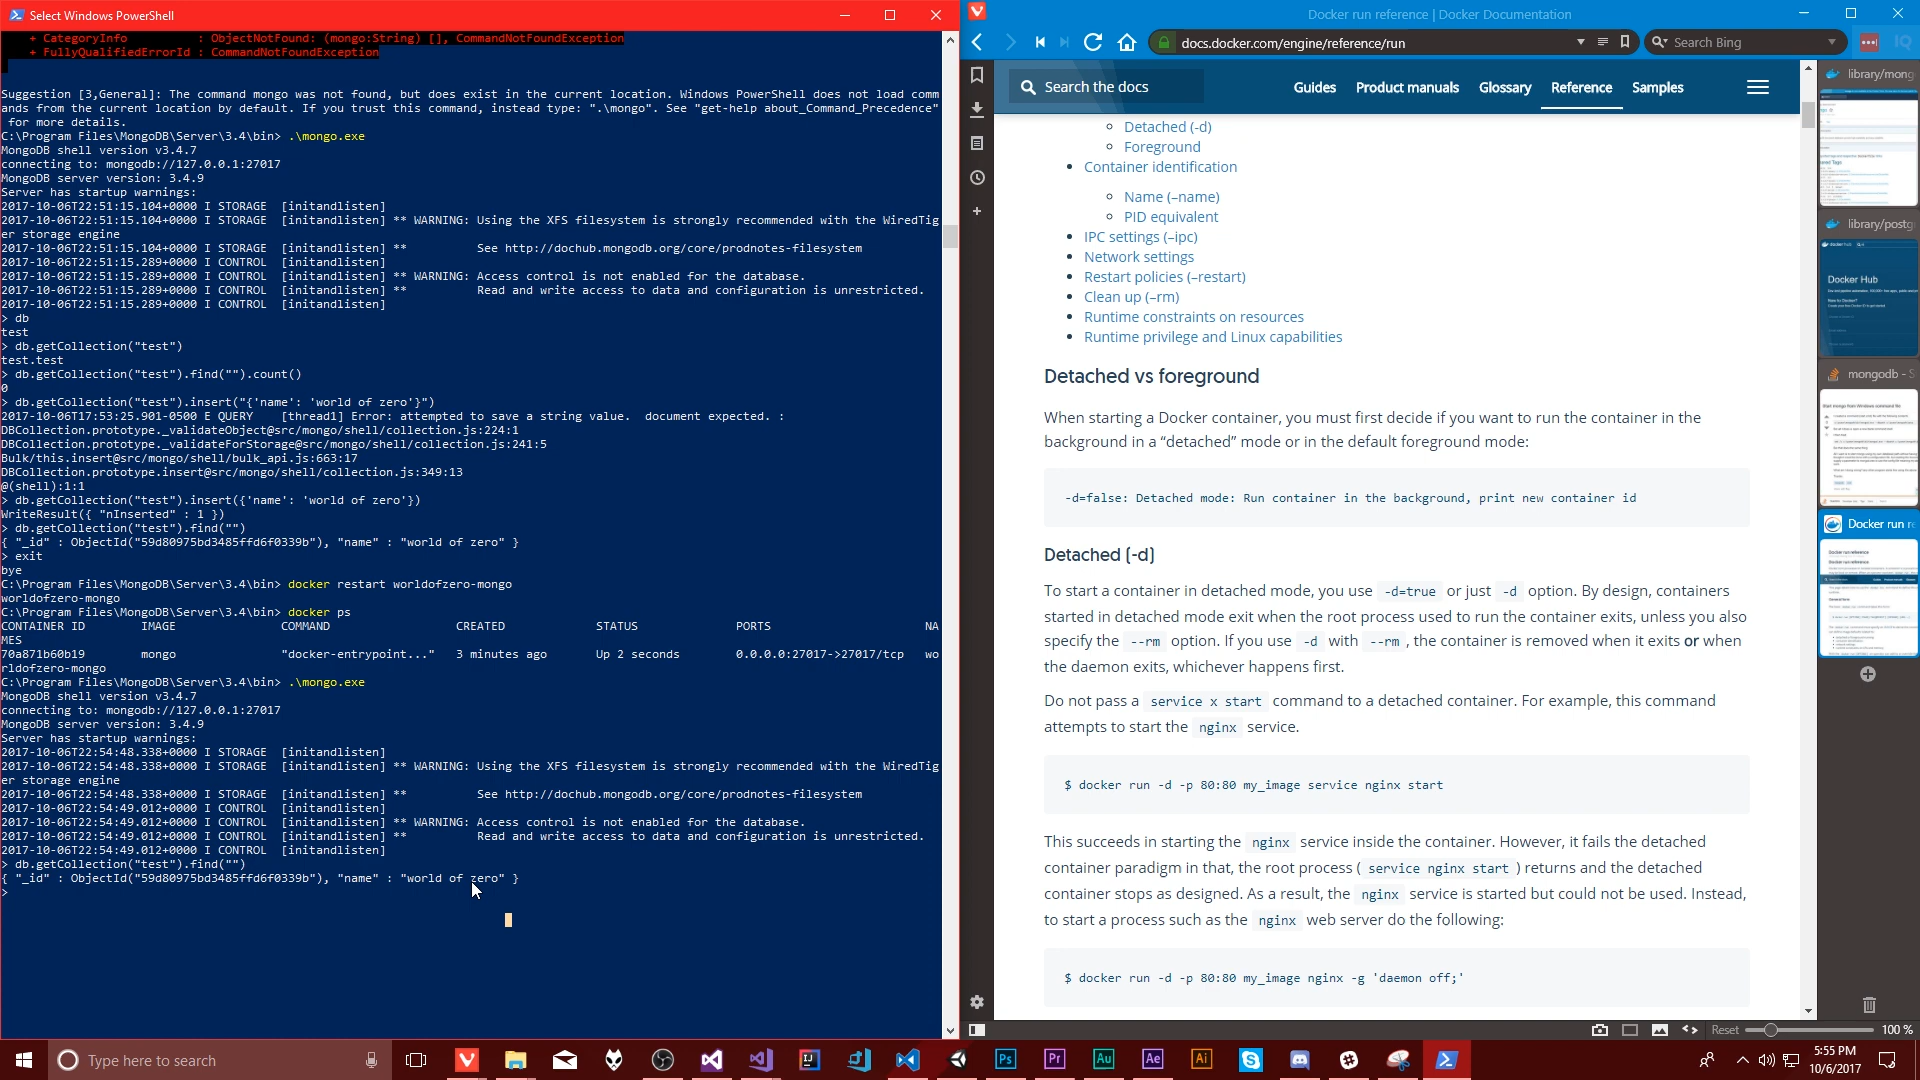 Select Windows PowerShell
+ CategoryInfo          : ObjectNotFound: (mongo:String) [], CommandNotFoundException
+ FullyQualifiedErrorId : CommandNotFoundException
Suggestion [3,General]: The command mongo was not found, but does exist in the current location. Windows PowerShell does not load comm
ands from the current location by default. If you trust this command, instead type: ".\mongo". See "get-help about_Command_Precedence"
for more details.
C:\Program Files\MongoDB\Server\3.4\bin> .\mongo.exe
MongoDB shell version v3.4.7
connecting to: mongodb://127.0.0.1:27017
MongoDB server version: 3.4.9
Server has startup warnings:
2017-10-06T22:51:15.104+0000 I STORAGE  [initandlisten]
2017-10-06T22:51:15.104+0000 I STORAGE  [initandlisten] ** WARNING: Using the XFS filesystem is strongly recommended with the WiredTig
er storage engine
2017-10-06T22:51:15.104+0000 I STORAGE  [initandlisten] **          See http://dochub.mongodb.org/core/prodnotes-filesystem
2017-10-06T22:51:15.289+0000 I CONTROL  [initandlisten]
2017-10-06T22:51:15.289+0000 I CONTROL  [initandlisten] ** WARNING: Access control is not enabled for the database.
2017-10-06T22:51:15.289+0000 I CONTROL  [initandlisten] **          Read and write access to data and configuration is unrestricted.
2017-10-06T22:51:15.289+0000 I CONTROL  [initandlisten]
> db
test
> db.getCollection("test")
test.test
> db.getCollection("test").find("").count()
0
> db.getCollection("test").insert("{'name': 'world of zero'}")
2017-10-06T17:53:25.901-0500 E QUERY    [thread1] Error: attempted to save a string value.  document expected. :
DBCollection.prototype._validateObject@src/mongo/shell/collection.js:224:1
DBCollection.prototype._validateForStorage@src/mongo/shell/collection.js:241:5
Bulk/this.insert@src/mongo/shell/bulk_api.js:663:17
DBCollection.prototype.insert@src/mongo/shell/collection.js:349:13
@(shell):1:1
> db.getCollection("test").insert({'name': 'world of zero'})
WriteResult({ "nInserted" : 1 })
> db.getCollection("test").find("")
{ "_id" : ObjectId("59d80975bd3485ffd6f0339b"), "name" : "world of zero" }
> exit
bye
C:\Program Files\MongoDB\Server\3.4\bin> docker restart worldofzero-mongo
worldofzero-mongo
C:\Program Files\MongoDB\Server\3.4\bin> docker ps
CONTAINER ID        IMAGE               COMMAND                  CREATED             STATUS              PORTS                      NA
MES
70a871b60b19        mongo               "docker-entrypoint..."   3 minutes ago       Up 2 seconds        0.0.0.0:27017->27017/tcp   wo
rldofzero-mongo
C:\Program Files\MongoDB\Server\3.4\bin> .\mongo.exe
MongoDB shell version v3.4.7
connecting to: mongodb://127.0.0.1:27017
MongoDB server version: 3.4.9
Server has startup warnings:
2017-10-06T22:54:48.338+0000 I STORAGE  [initandlisten]
2017-10-06T22:54:48.338+0000 I STORAGE  [initandlisten] ** WARNING: Using the XFS filesystem is strongly recommended with the WiredTig
er storage engine
2017-10-06T22:54:48.338+0000 I STORAGE  [initandlisten] **          See http://dochub.mongodb.org/core/prodnotes-filesystem
2017-10-06T22:54:49.012+0000 I CONTROL  [initandlisten]
2017-10-06T22:54:49.012+0000 I CONTROL  [initandlisten] ** WARNING: Access control is not enabled for the database.
2017-10-06T22:54:49.012+0000 I CONTROL  [initandlisten] **          Read and write access to data and configuration is unrestricted.
2017-10-06T22:54:49.012+0000 I CONTROL  [initandlisten]
> db.getCollection("test").find("")
{ "_id" : ObjectId("59d80975bd3485ffd6f0339b"), "name" : "world of zero" }
>
Docker run reference | Docker Documentation
docs.docker.com/engine/reference/run
Search Bing
Search the docs
Guides Product manuals Glossary Reference Samples
Detached (-d)
Foreground
Container identification
Name (–name)
PID equivalent
IPC settings (–ipc)
Network settings
Restart policies (–restart)
Clean up (–rm)
Runtime constraints on resources
Runtime privilege and Linux capabilities
Detached vs foreground
When starting a Docker container, you must first decide if you want to run the container in the
background in a “detached” mode or in the default foreground mode:
-d=false: Detached mode: Run container in the background, print new container id
Detached (-d)
To start a container in detached mode, you use -d=true or just -d option. By design, containers
started in detached mode exit when the root process used to run the container exits, unless you also
specify the --rm option. If you use -d with --rm , the container is removed when it exits or when
the daemon exits, whichever happens first.
Do not pass a service x start command to a detached container. For example, this command
attempts to start the nginx service.
$ docker run -d -p 80:80 my_image service nginx start
This succeeds in starting the nginx service inside the container. However, it fails the detached
container paradigm in that, the root process ( service nginx start ) returns and the detached
container stops as designed. As a result, the nginx service is started but could not be used. Instead,
to start a process such as the nginx web server do the following:
$ docker run -d -p 80:80 my_image nginx -g 'daemon off;'
library/mong
library/postg
Docker Hub
mongodb - S
Docker run re
Reset
100 %
Type here to search
Ps
Pr
Au
Ae
Ai
5:55 PM
10/6/2017